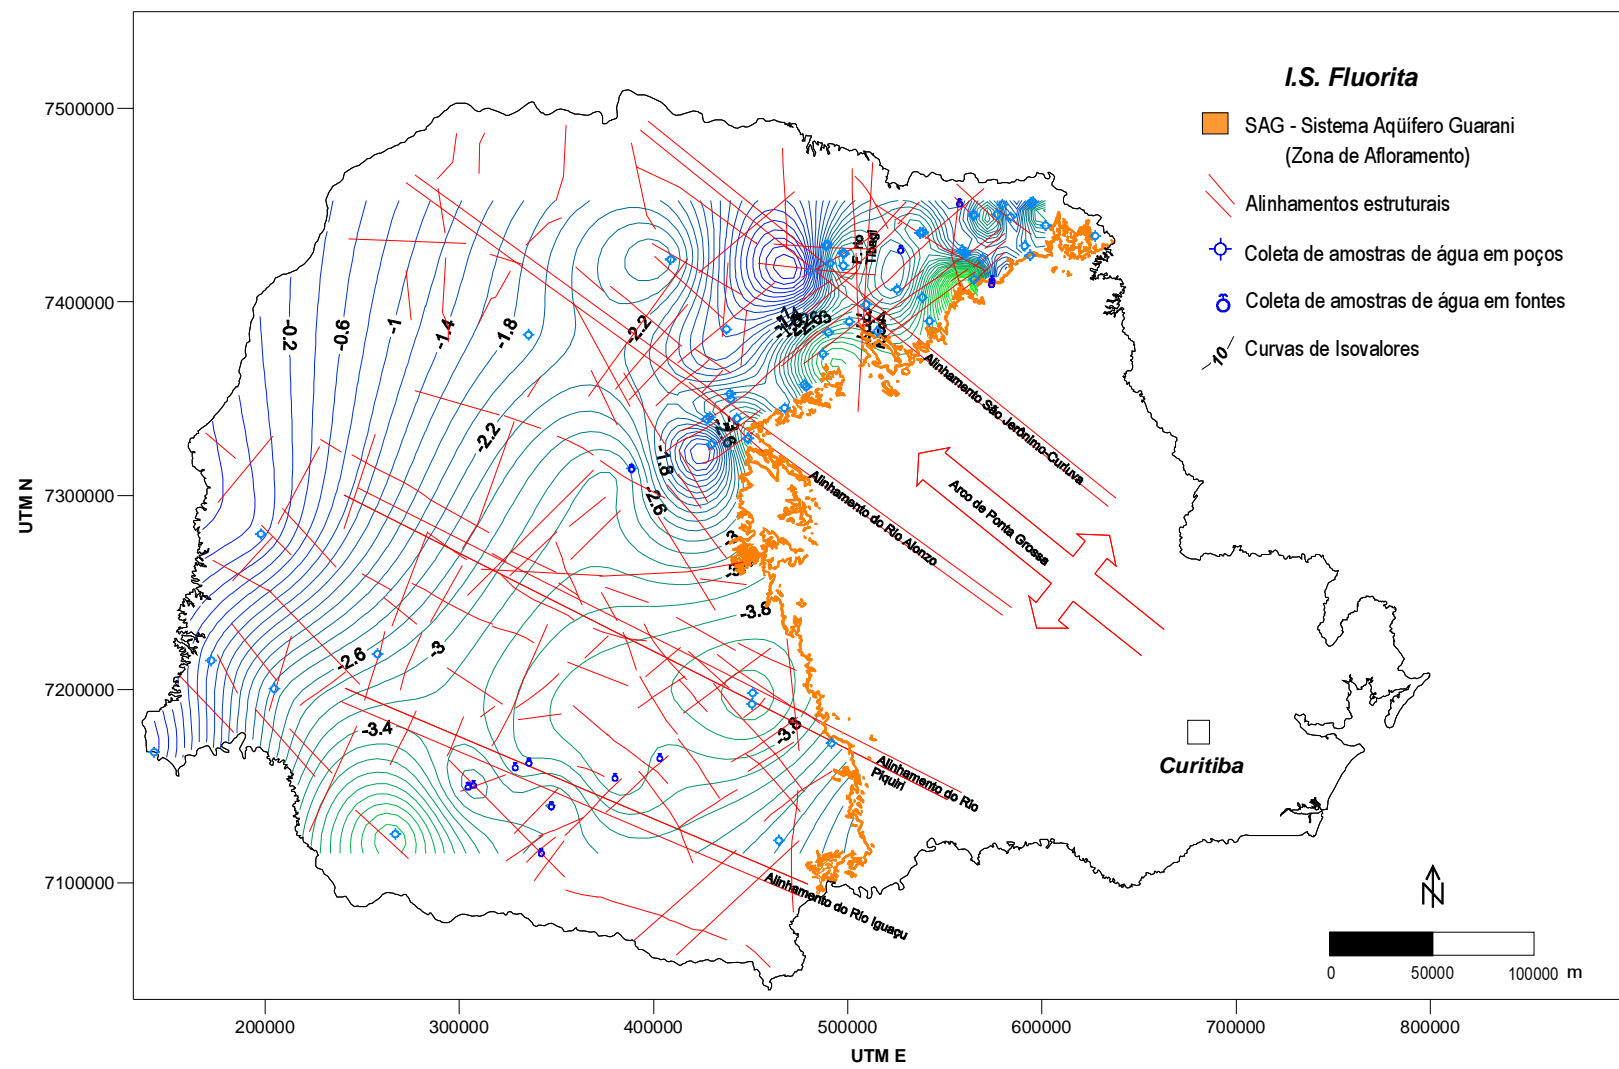 I.S. Fluorita
SAG - Sistema Aqüífero Guarani
(Zona de Afloramento)
Alinhamentos estruturais
Coleta de amostras de água em poços
Coleta de amostras de água em fontes
-10
Curvas de Isovalores
7500000
7400000
7300000
7200000
7100000
UTM N
-0.2
-0.6
-1
-1.4
-1.8
-2.2
-2.2
-1.8
-2.6
-2.6
-3
-3.4
-3.8
-3.8
Tibagi
Alinhamento São Jerônimo-Curiuva
Alinhamento do Rio Alonzo
Arco de Ponta Grossa
Alinhamento do Rio
Piquiri
Alinhamento do Rio Iguaçu
Curitiba
N
0
50000
100000 m
200000
300000
400000
500000
600000
700000
800000
UTM E